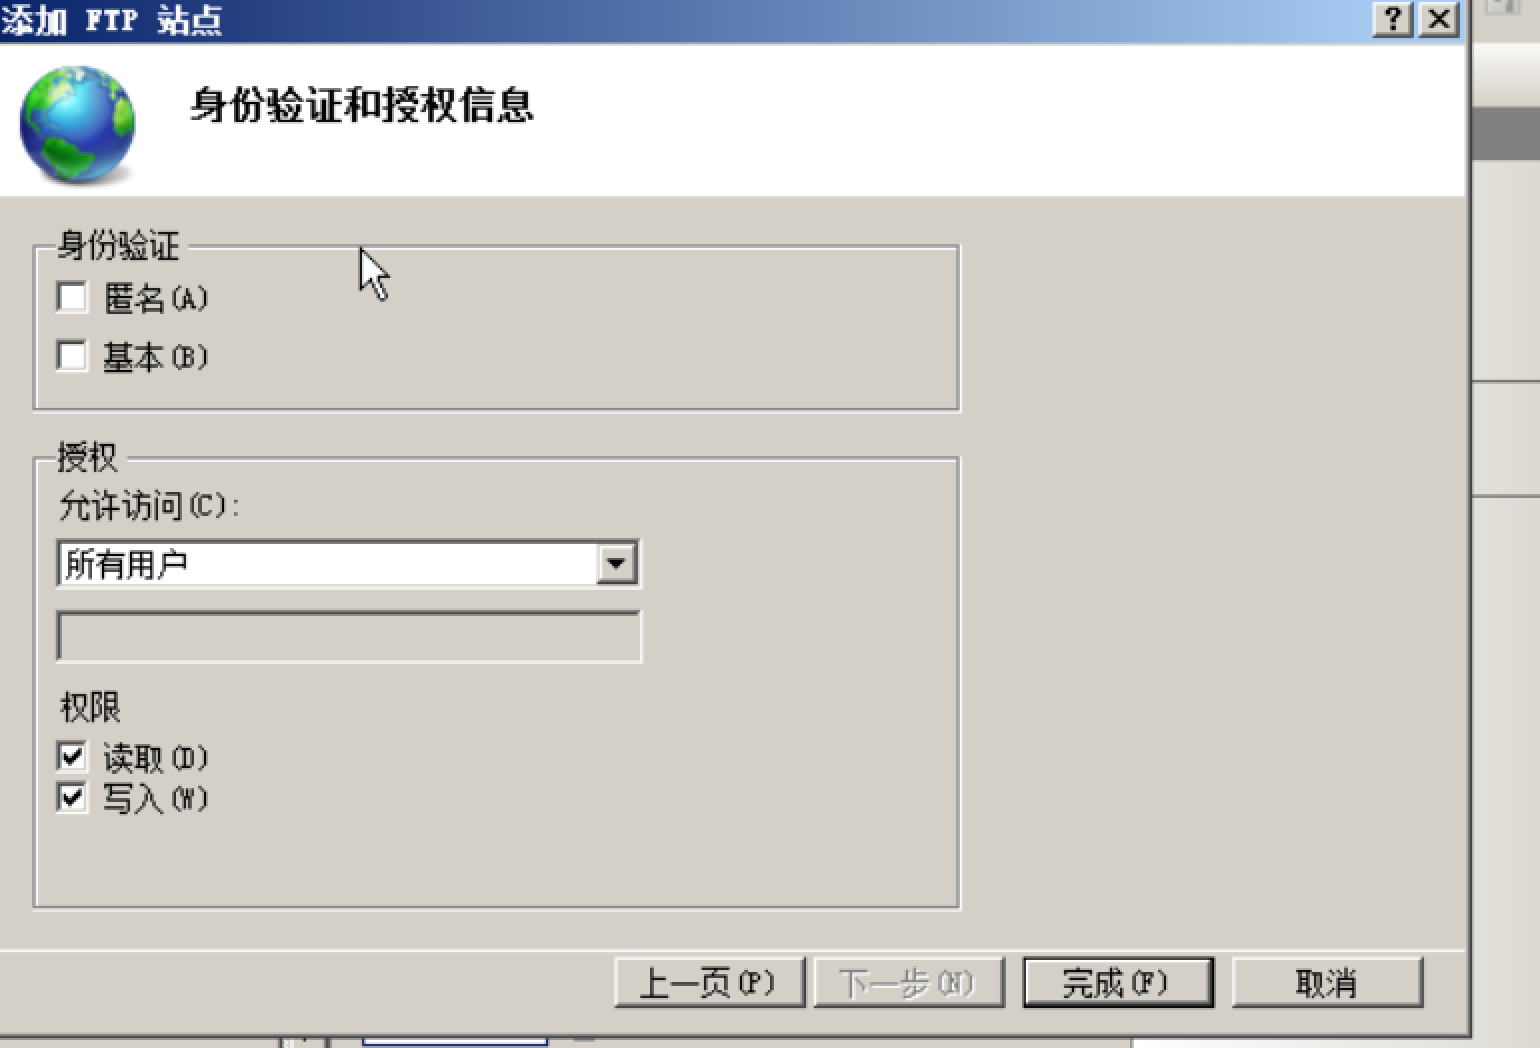 添加 FTP 站点
身份验证和授权信息
身份验证
匿名(A)
基本(B)
授权
允许访问(C):
所有用户
权限
读取(D)
写入(W)
上一页(P) 下一步(N) 完成(F) 取消